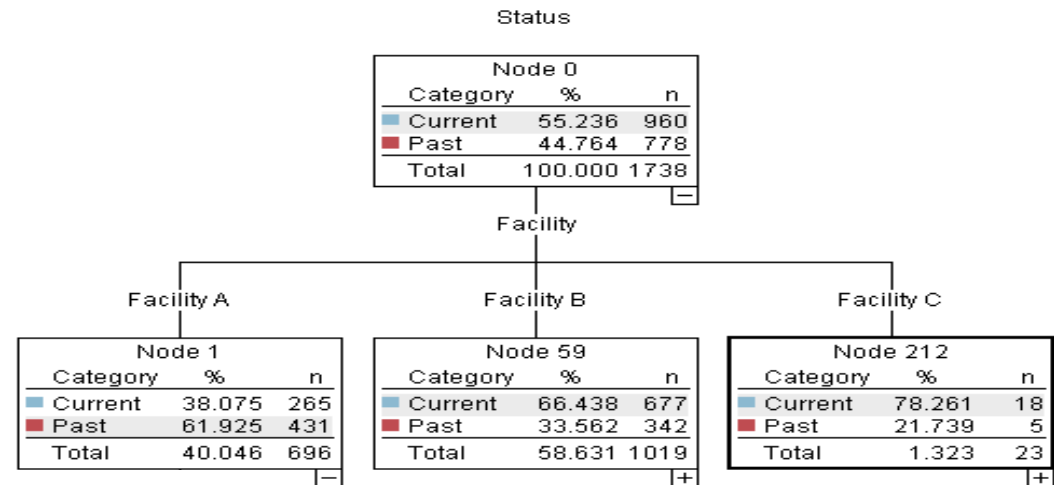 Status
Node 0
Category % n
Current 55.236 960
Past 44.764 778
Total 100.000 1738
Facility
Facility A
Facility B
Facility C
Node 1
Category % n
Current 38.075 265
Past 61.925 431
Total 40.046 696
Node 59
Category % n
Current 66.438 677
Past 33.562 342
Total 58.631 1019
Node 212
Category % n
Current 78.261 18
Past 21.739 5
Total 1.323 23